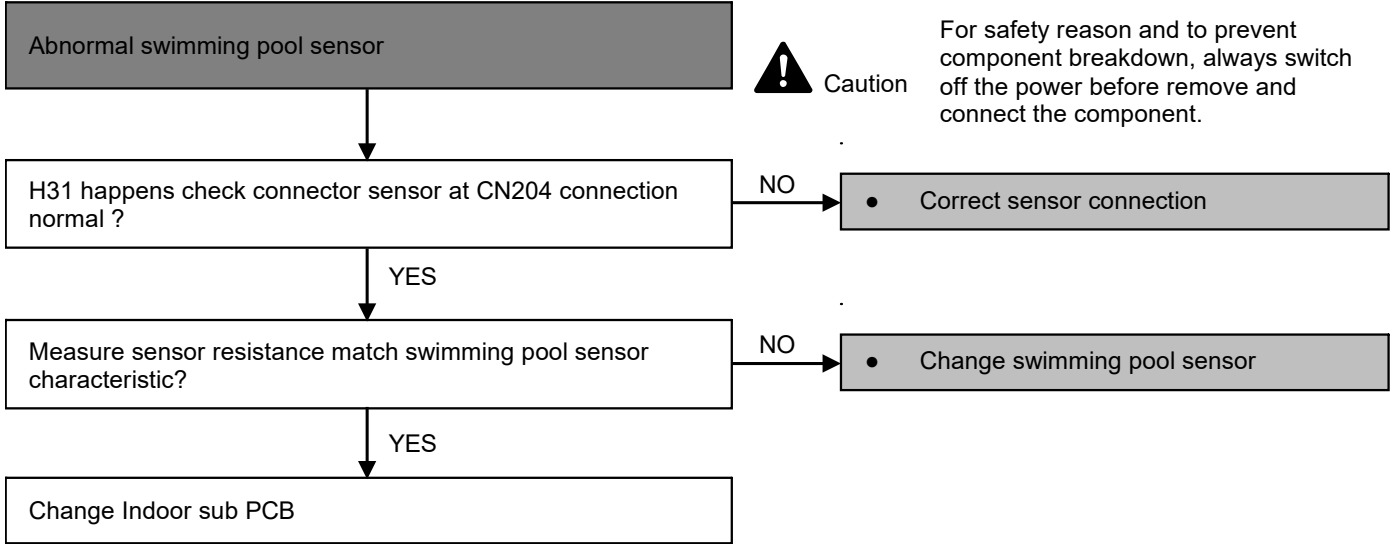 Abnormal swimming pool sensor
Caution
For safety reason and to prevent
component breakdown, always switch
off the power before remove and
connect the component.
H31 happens check connector sensor at CN204 connection
normal ?
NO
● Correct sensor connection
YES
Measure sensor resistance match swimming pool sensor
characteristic?
NO
● Change swimming pool sensor
YES
Change Indoor sub PCB